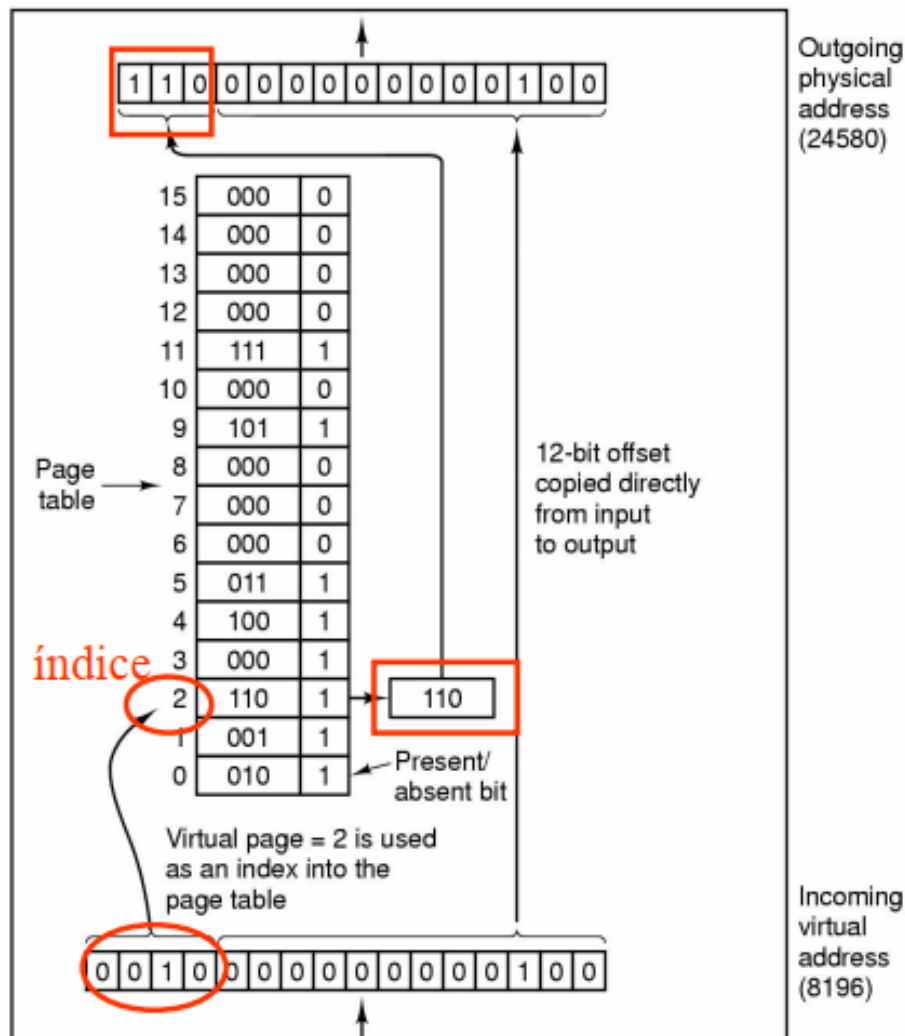 1 1 0 0 0 0 0 0 0 0 0 0 1 0 0
Outgoing
physical
address
(24580)
15 000 0
14 000 0
13 000 0
12 000 0
11 111 1
10 000 0
9 101 1
8 000 0
7 000 0
6 000 0
5 011 1
4 100 1
3 000 1
2 110 1
1 001 1
0 010 1
Page
table
índice
110
12-bit offset
copied directly
from input
to output
Present/
absent bit
Virtual page = 2 is used
as an index into the
page table
0 0 1 0 0 0 0 0 0 0 0 0 0 1 0 0
Incoming
virtual
address
(8196)